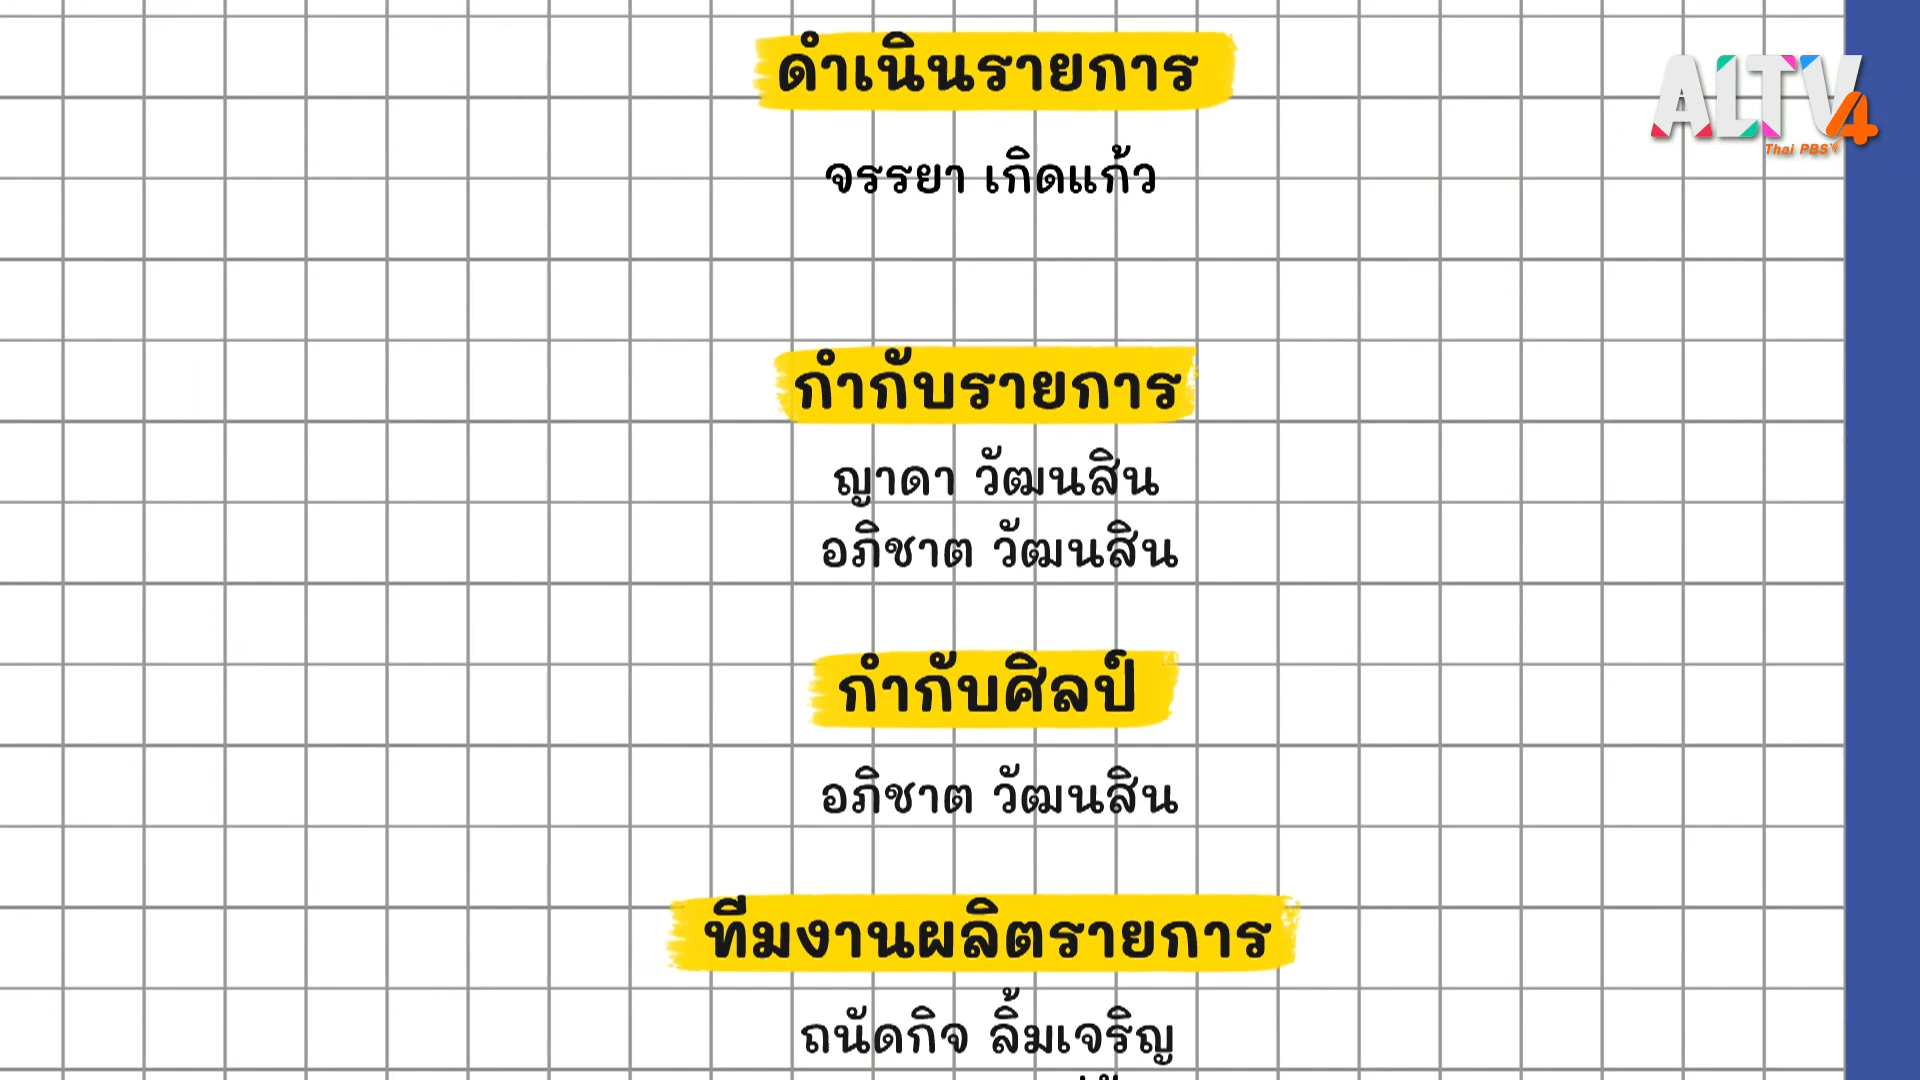 ดำเนินรายการ
ALTV4
Thai PBS
จรรยา เกิดแก้ว
กำกับรายการ
ญาดา วัฒนสิน
อภิชาต วัฒนสิน
กำกับศิลป์
อภิชาต วัฒนสิน
ทีมงานผลิตรายการ
ถนัดกิจ ลิ้มเจริญ